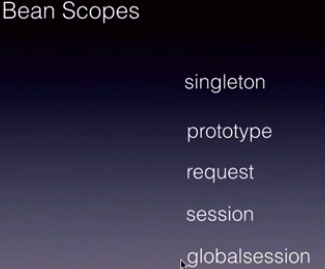 Bean Scopes
singleton
prototype
request
session
globalsession